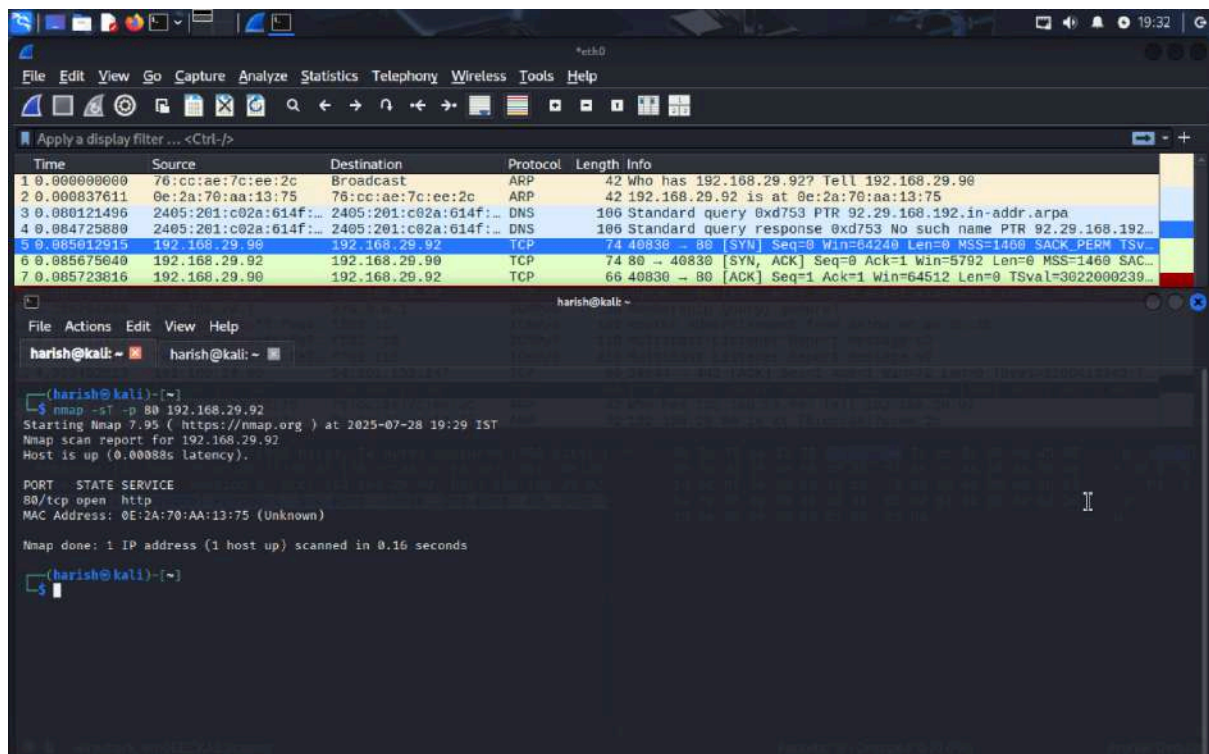 19:32
*eth0
File Edit View Go Capture Analyze Statistics Telephony Wireless Tools Help
Apply a display filter ... <Ctrl-/>
Time Source Destination Protocol Length Info
1 0.000000000 76:cc:ae:7c:ee:2c Broadcast ARP 42 Who has 192.168.29.92? Tell 192.168.29.90
2 0.000837611 0e:2a:70:aa:13:75 76:cc:ae:7c:ee:2c ARP 42 192.168.29.92 is at 0e:2a:70:aa:13:75
3 0.080121496 2405:201:c02a:614f:… 2405:201:c02a:614f:… DNS 106 Standard query 0xd753 PTR 92.29.168.192.in-addr.arpa
4 0.084725880 2405:201:c02a:614f:… 2405:201:c02a:614f:… DNS 106 Standard query response 0xd753 No such name PTR 92.29.168.192…
5 0.085012915 192.168.29.90 192.168.29.92 TCP 74 40830 → 80 [SYN] Seq=0 Win=64240 Len=0 MSS=1460 SACK_PERM TSv…
6 0.085675040 192.168.29.92 192.168.29.90 TCP 74 80 → 40830 [SYN, ACK] Seq=0 Ack=1 Win=5792 Len=0 MSS=1460 SAC…
7 0.085723816 192.168.29.90 192.168.29.92 TCP 66 40830 → 80 [ACK] Seq=1 Ack=1 Win=64512 Len=0 TSval=3022000239…
harish@kali: ~
File Actions Edit View Help
harish@kali: ~ harish@kali: ~
(harish㉿kali)-[~]
$ nmap -sT -p 80 192.168.29.92
Starting Nmap 7.95 ( https://nmap.org ) at 2025-07-28 19:29 IST
Nmap scan report for 192.168.29.92
Host is up (0.00088s latency).
PORT STATE SERVICE
80/tcp open http
MAC Address: 0E:2A:70:AA:13:75 (Unknown)
Nmap done: 1 IP address (1 host up) scanned in 0.16 seconds
(harish㉿kali)-[~]
$